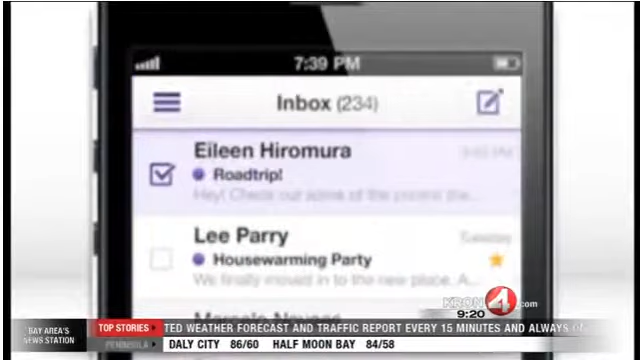 7:39 PM
Inbox (234)
Eileen Hiromura
Roadtrip!
Hey! Check out some of the
Lee Parry
Tuesday
Housewarming Party
We finally moved in to the new place. A...
KRON 4.com
9:20
BAY AREA'S
NEWS STATION
TOP STORIES
TED WEATHER FORECAST AND TRAFFIC REPORT EVERY 15 MINUTES AND ALWAYS
PENINSULA
DALY CITY 86/60 HALF MOON BAY 84/58